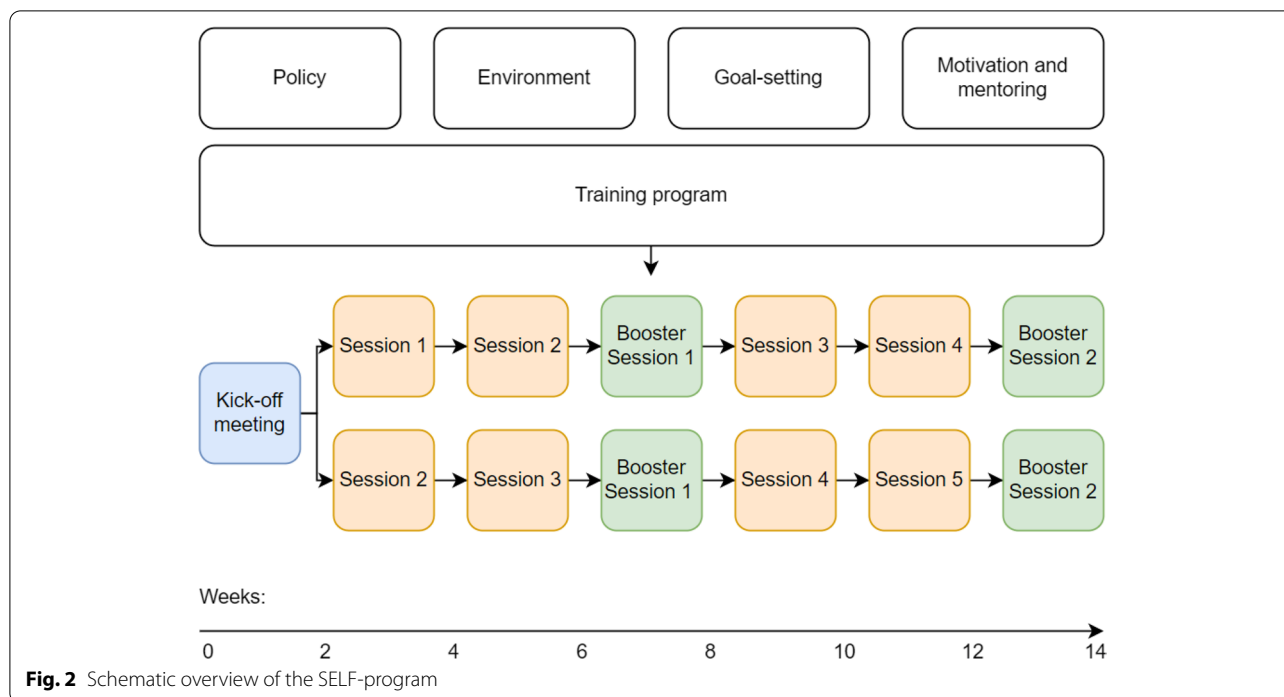 Policy
Environment
Goal-setting
Motivation and
mentoring
Training program
Session 1
Session 2
Booster
Session 1
Session 3
Session 4
Booster
Session 2
Kick-off
meeting
Session 2
Session 3
Booster
Session 1
Session 4
Session 5
Booster
Session 2
Weeks:
0 2 4 6 8 10 12 14
Fig. 2 Schematic overview of the SELF-program